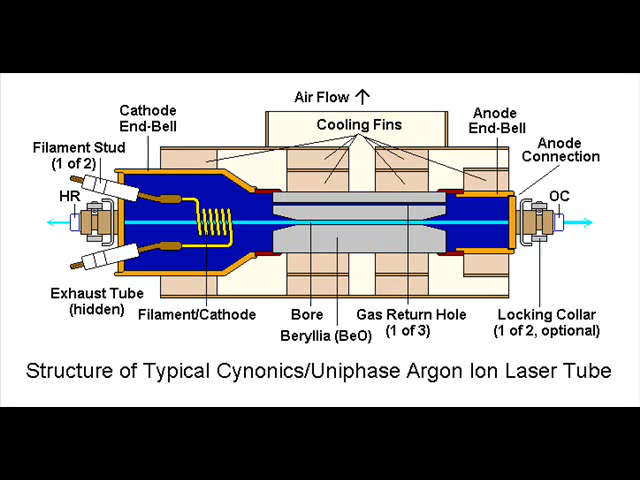 Air Flow ↑
Cathode
End-Bell
Cooling Fins
Anode
End-Bell
Filament Stud
(1 of 2)
Anode
Connection
HR
OC
Exhaust Tube
(hidden)
Filament/Cathode
Bore
Beryllia (BeO)
Gas Return Hole
(1 of 3)
Locking Collar
(1 of 2, optional)
Structure of Typical Cynonics/Uniphase Argon Ion Laser Tube